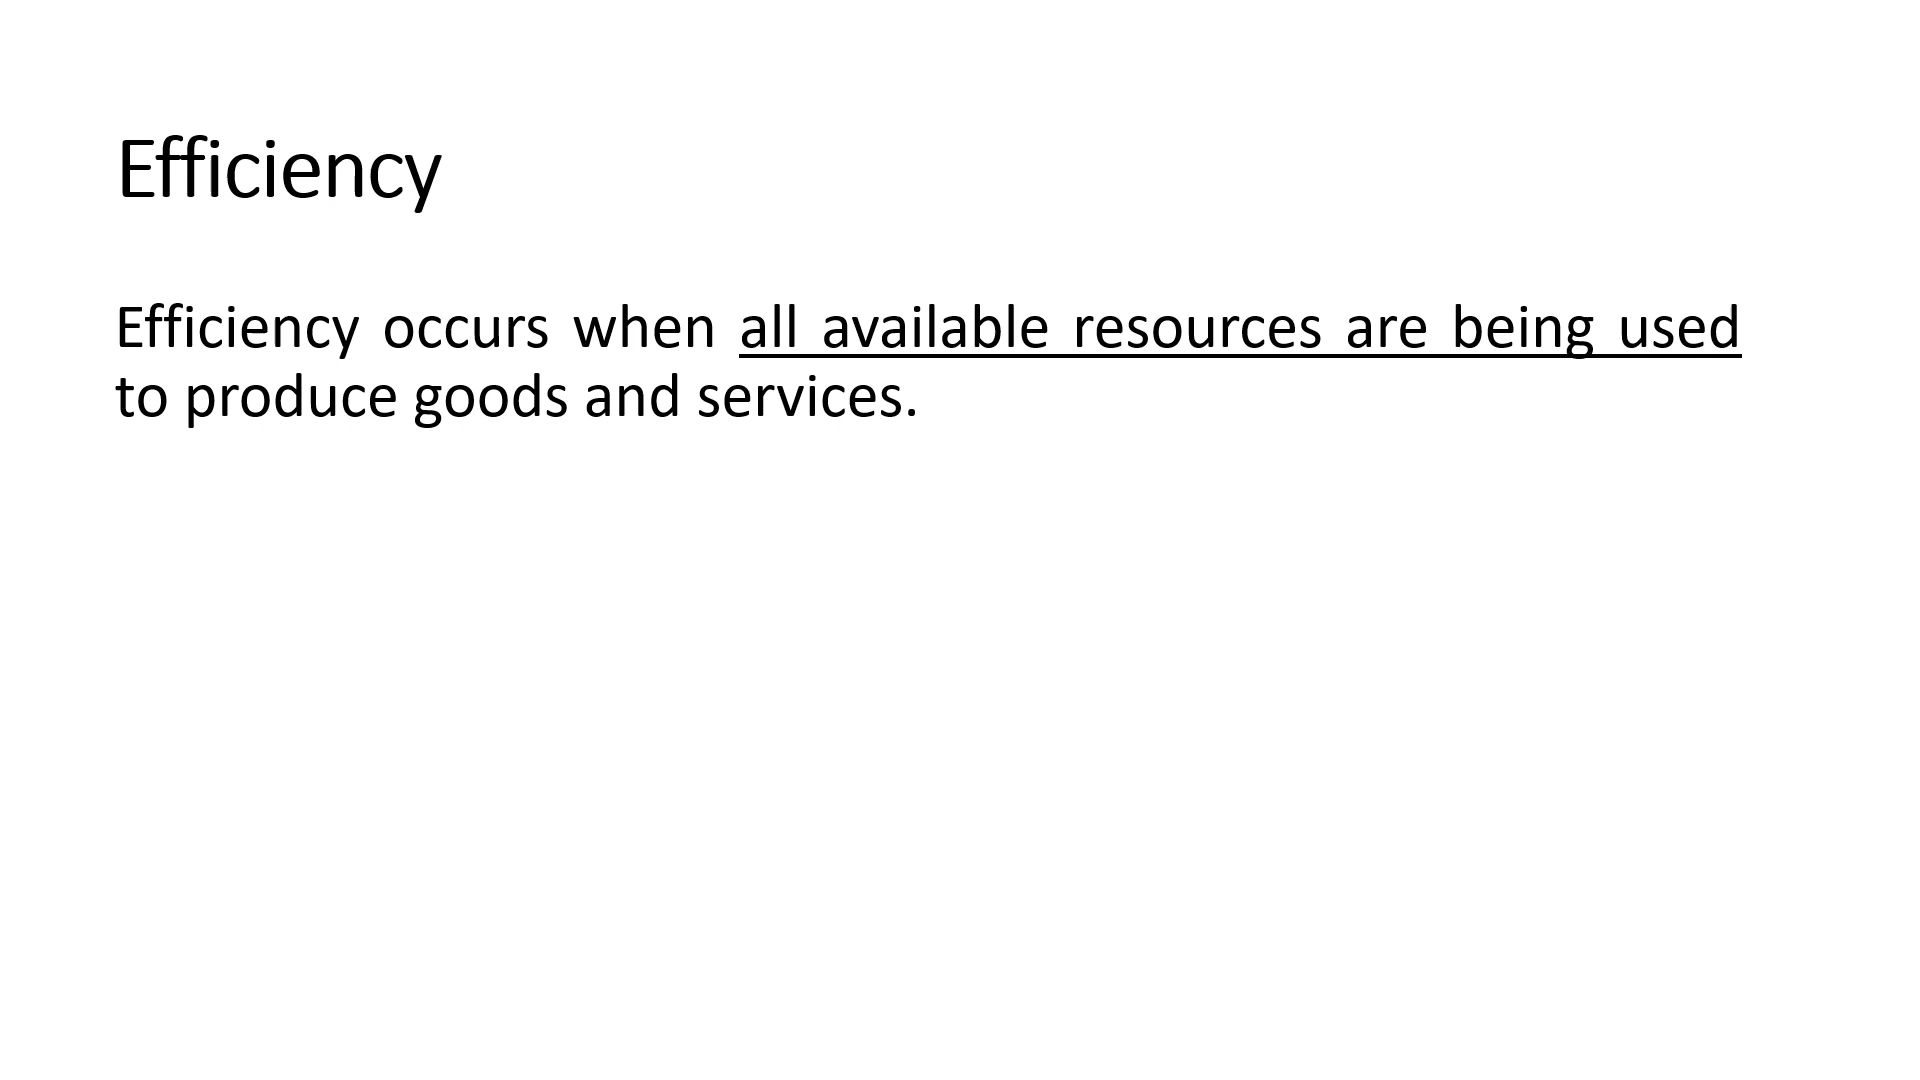 Efficiency
Efficiency occurs when all available resources are being used
to produce goods and services.